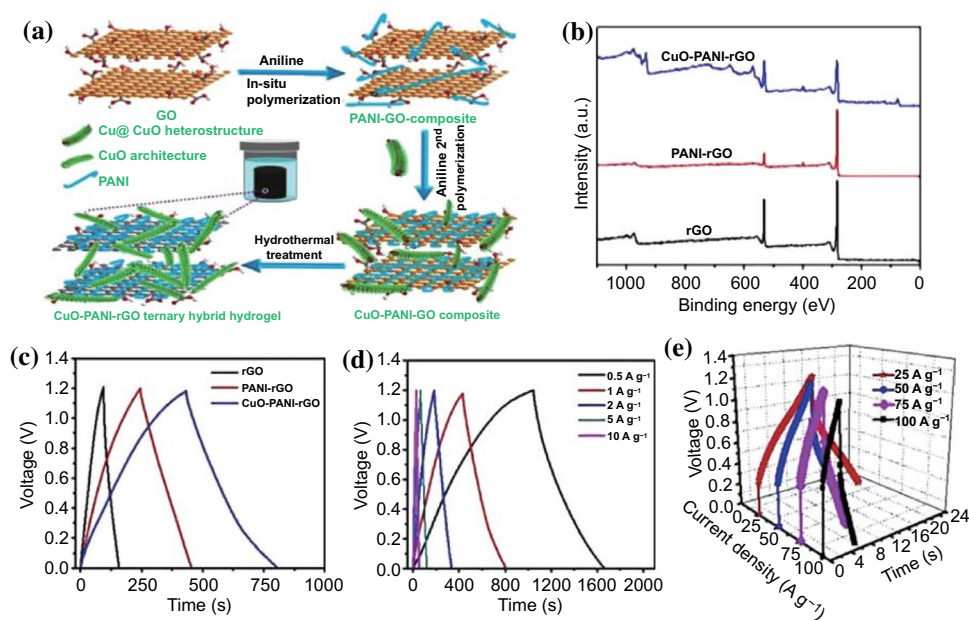 (a)
GO
Aniline
In-situ
polymerization
PANI-GO-composite
Cu@ CuO heterostructure
CuO architecture
PANI
Aniline 2nd
polymerization
Hydrothermal
treatment
CuO-PANI-rGO ternary hybrid hydrogel
CuO-PANI-GO composite
(b)
CuO-PANI-rGO
PANI-rGO
rGO
Intensity (a.u.)
1000 800 600 400 200 0
Binding energy (eV)
(c)
1.4
1.2
1.0
0.8
0.6
0.4
0.2
0.0
Voltage (V)
rGO
PANI-rGO
CuO-PANI-rGO
0 250 500 750 1000
Time (s)
(d)
1.4
1.2
1.0
0.8
0.6
0.4
0.2
0.0
Voltage (V)
0.5 A g⁻¹
1 A g⁻¹
2 A g⁻¹
5 A g⁻¹
10 A g⁻¹
0 400 800 1200 1600 2000
Time (s)
(e)
1.4
1.2
1.0
0.8
0.6
0.4
0.2
0.0
Voltage (V)
25 A g⁻¹
50 A g⁻¹
75 A g⁻¹
100 A g⁻¹
0 25 50 75 100
Current density (A g⁻¹)
0 4 8 12 16 20 24
Time (s)